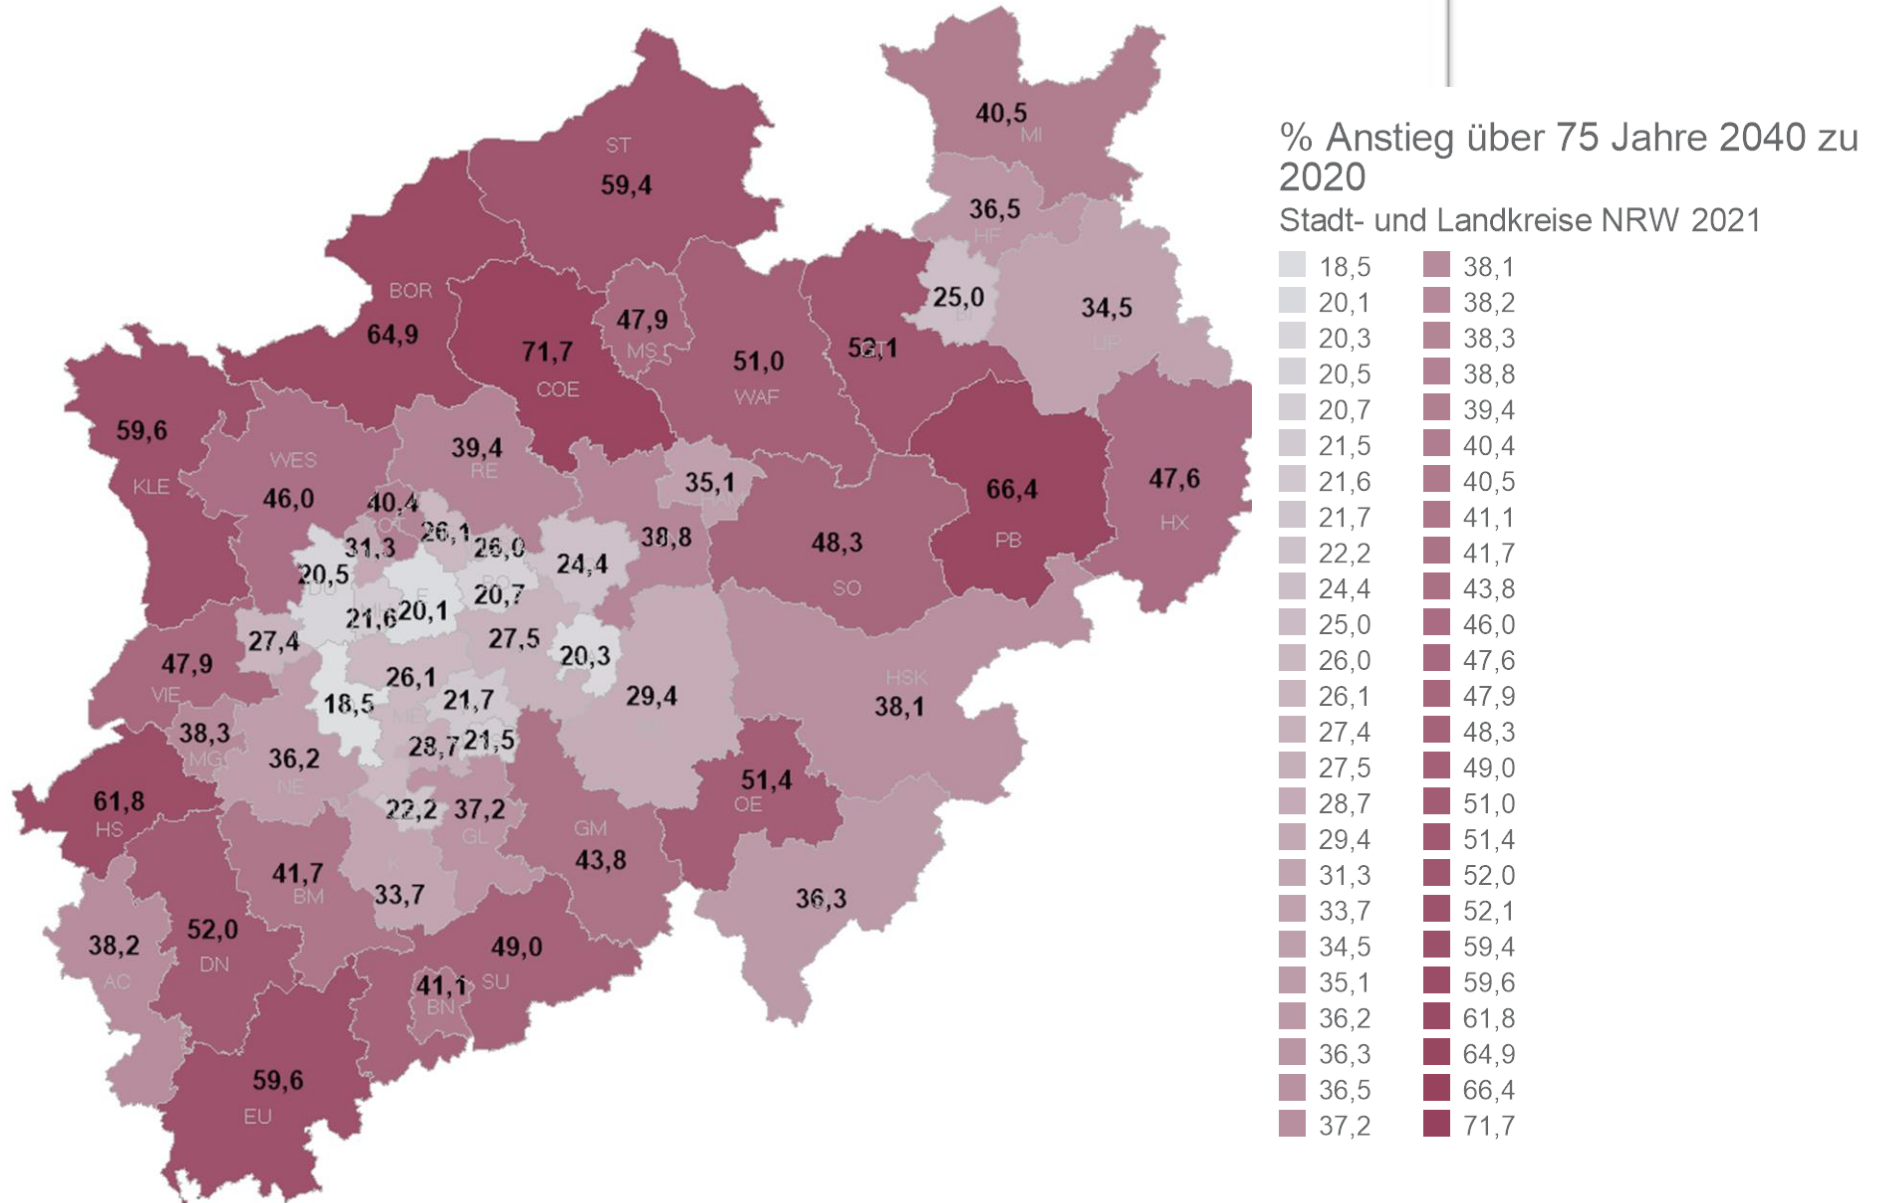 % Anstieg über 75 Jahre 2040 zu
2020
Stadt- und Landkreise NRW 2021
18,5 38,1
20,1 38,2
20,3 38,3
20,5 38,8
20,7 39,4
21,5 40,4
21,6 40,5
21,7 41,1
22,2 41,7
24,4 43,8
25,0 46,0
26,0 47,6
26,1 47,9
27,4 48,3
27,5 49,0
28,7 51,0
29,4 51,4
31,3 52,0
33,7 52,1
34,5 59,4
35,1 59,6
36,2 61,8
36,3 64,9
36,5 66,4
37,2 71,7
40,5
MI
ST
59,4
36,5
HF
BOR
64,9
25,0
BI
34,5
LIP
47,9
MS
71,7
COE
51,0
WAF
52,1
GT
59,6
KLE
39,4
RE
WES
46,0
35,1
66,4
PB
47,6
HX
40,4
26,1
31,3
26,0
24,4
38,8
48,3
SO
20,5
DU
20,7
BO
21,6
20,1
E
27,4
27,5
20,3
47,9
VIE
26,1
ME
18,5
21,7
29,4
HSK
38,1
38,3
MG
28,7
21,5
36,2
NE
61,8
HS
22,2
37,2
GL
51,4
OE
GM
43,8
41,7
BM
K
33,7
36,3
52,0
DN
38,2
AC
49,0
SU
41,1
BN
59,6
EU